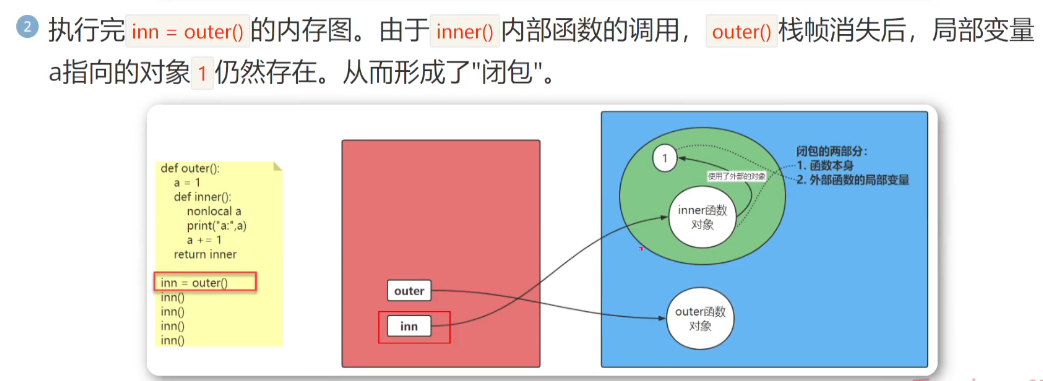 2 执行完 inn = outer() 的内存图。由于 inner() 内部函数的调用， outer() 栈帧消失后，局部变量
a指向的对象 1 仍然存在。从而形成了"闭包"。
def outer():
a = 1
def inner():
nonlocal a
print("a:",a)
a += 1
return inner
inn = outer()
inn()
inn()
inn()
inn()
outer
inn
1
使用了外部的对象
inner函数
对象
outer函数
对象
闭包的两部分：
1. 函数本身
2. 外部函数的局部变量